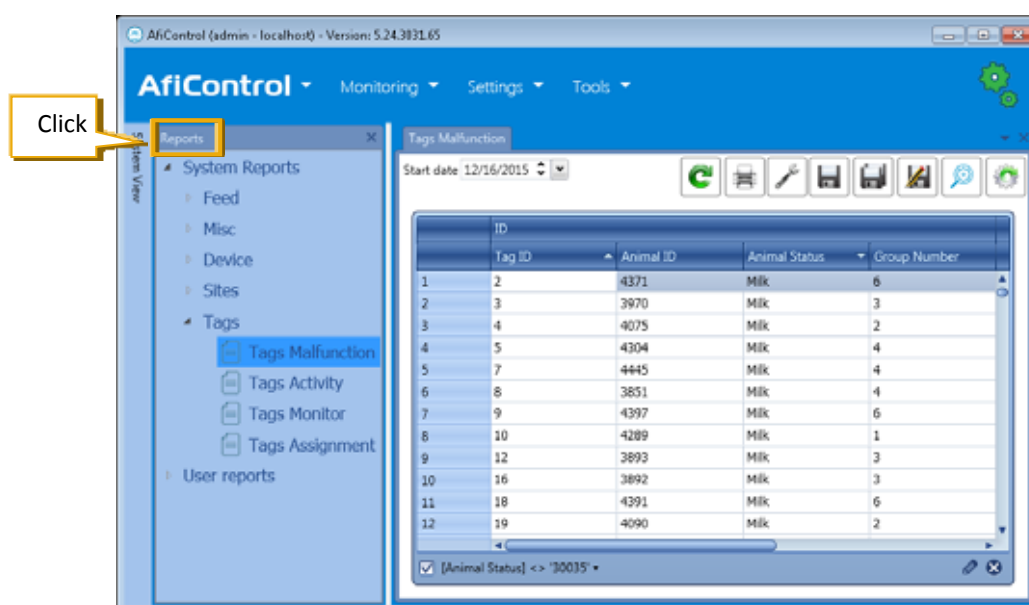 AfiControl (admin - localhost) - Version: 5.24.3031.65
AfiControl Monitoring Settings Tools
Click
System View
Reports
System Reports
Feed
Misc
Device
Sites
Tags
Tags Malfunction
Tags Activity
Tags Monitor
Tags Assignment
User reports
Tags Malfunction
Start date 12/16/2015
ID
Tag ID Animal ID Animal Status Group Number
1 2 4371 Milk 6
2 3 3970 Milk 3
3 4 4075 Milk 2
4 5 4304 Milk 4
5 7 4445 Milk 4
6 8 3851 Milk 4
7 9 4397 Milk 6
8 10 4289 Milk 1
9 12 3893 Milk 3
10 16 3892 Milk 3
11 18 4391 Milk 6
12 19 4090 Milk 2
[Animal Status] <> '30035'